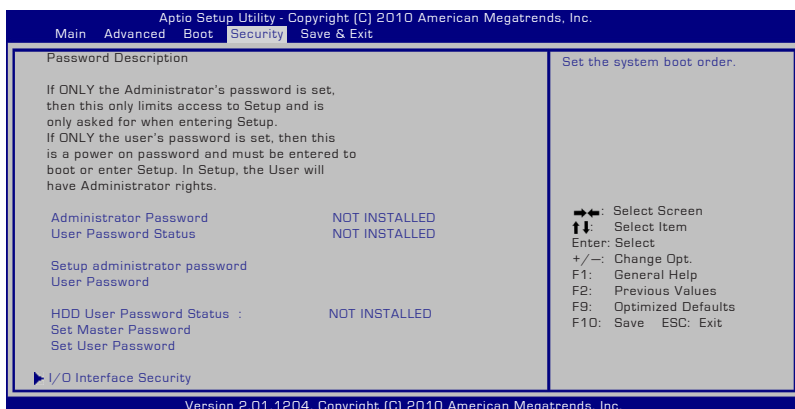 Aptio Setup Utility - Copyright (C) 2010 American Megatrends, Inc.
Main Advanced Boot Security Save & Exit
Password Description
If ONLY the Administrator's password is set,
then this only limits access to Setup and is
only asked for when entering Setup.
If ONLY the user's password is set, then this
is a power on password and must be entered to
boot or enter Setup. In Setup, the User will
have Administrator rights.
Administrator Password NOT INSTALLED
User Password Status NOT INSTALLED
Setup administrator password
User Password
HDD User Password Status : NOT INSTALLED
Set Master Password
Set User Password
I/O Interface Security
Set the system boot order.
→←: Select Screen
↑↓: Select Item
Enter: Select
+/—: Change Opt.
F1: General Help
F2: Previous Values
F9: Optimized Defaults
F10: Save ESC: Exit
Version 2.01.1204. Copyright (C) 2010 American Megatrends, Inc.